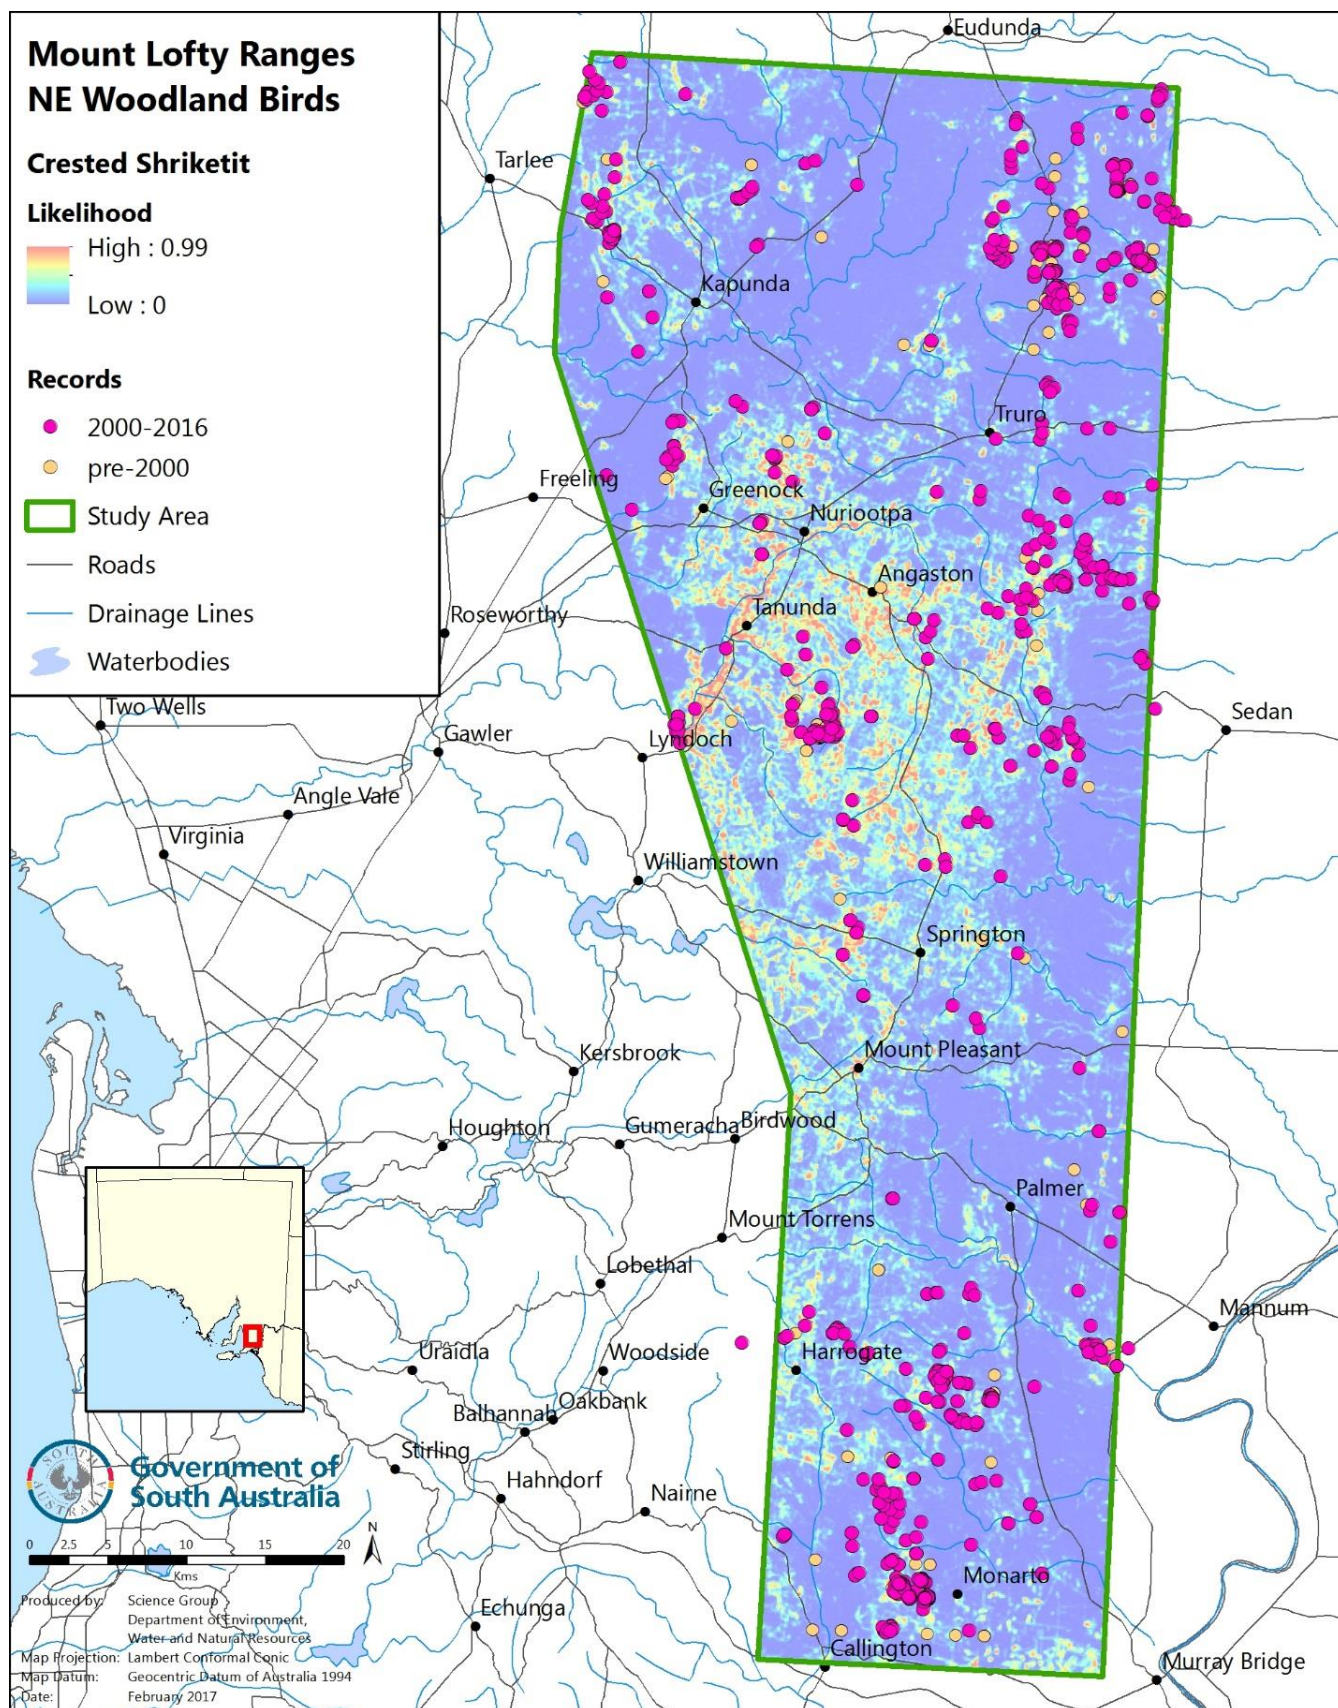 Mount Lofty Ranges
NE Woodland Birds
Crested Shriketit
Likelihood
High : 0.99
Low : 0
Records
2000-2016
pre-2000
Study Area
Roads
Drainage Lines
Waterbodies
Eudunda
Tarlee
Kapunda
Truro
Freeling
Greenock
Nuriootpa
Angaston
Roseworthy
Tanunda
Two Wells
Gawler
Lyndoch
Sedan
Angle Vale
Virginia
Williamstown
Springton
Kersbrook
Mount Pleasant
Houghton
Gumeracha
Birdwood
Palmer
Mount Torrens
Lobethal
Mannum
Uraidla
Woodside
Harrogate
Oakbank
Balhannah
Stirling
Hahndorf
Nairne
Monarto
Echunga
Callington
Murray Bridge
SOUTH
AUSTRALIA
Government of
South Australia
N
0 2.5 5 10 15 20
Kms
Produced by: Science Group
Department of Environment,
Water and Natural Resources
Map Projection: Lambert Conformal Conic
Map Datum: Geocentric Datum of Australia 1994
Date: February 2017